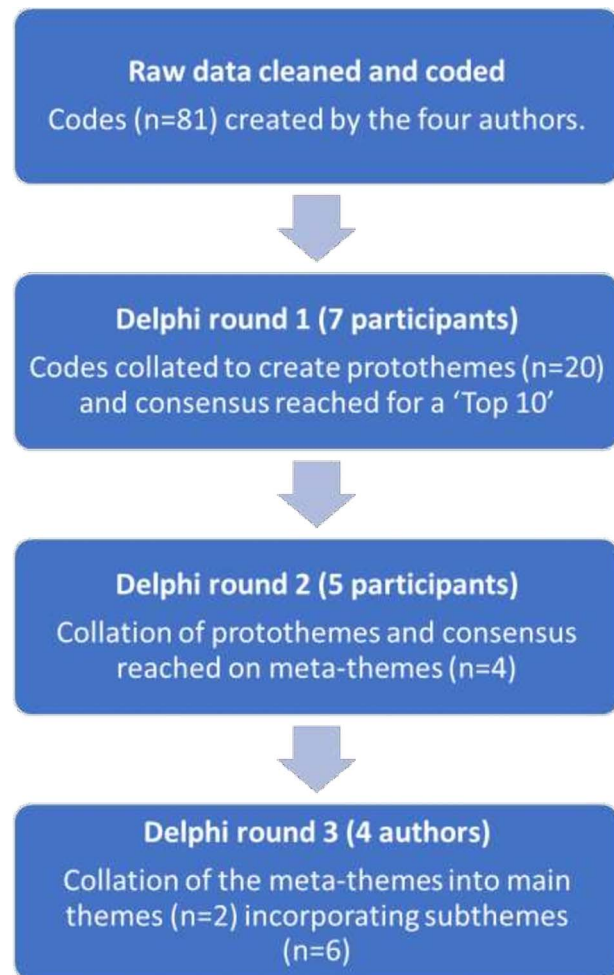 Raw data cleaned and coded
Codes (n=81) created by the four authors.
Delphi round 1 (7 participants)
Codes collated to create protothemes (n=20)
and consensus reached for a ‘Top 10’
Delphi round 2 (5 participants)
Collation of protothemes and consensus
reached on meta-themes (n=4)
Delphi round 3 (4 authors)
Collation of the meta-themes into main
themes (n=2) incorporating subthemes
(n=6)